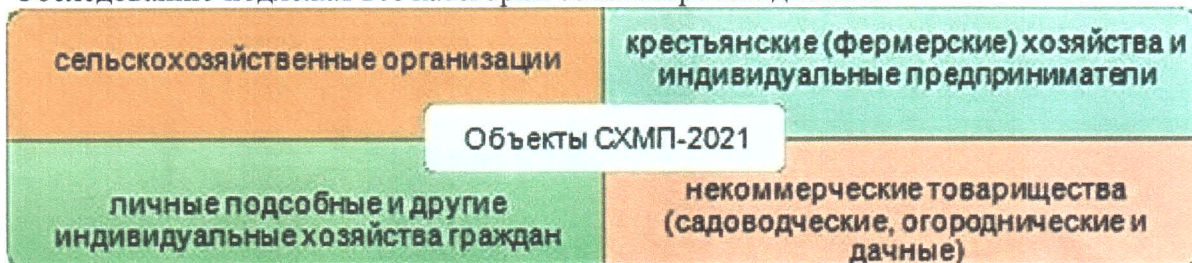 сельскохозяйственные организации
крестьянские (фермерские) хозяйства и
индивидуальные предприниматели
Объекты СХМП-2021
личные подсобные и другие
индивидуальные хозяйства граждан
некоммерческие товарищества
(садоводческие, огороднические и
дачные)